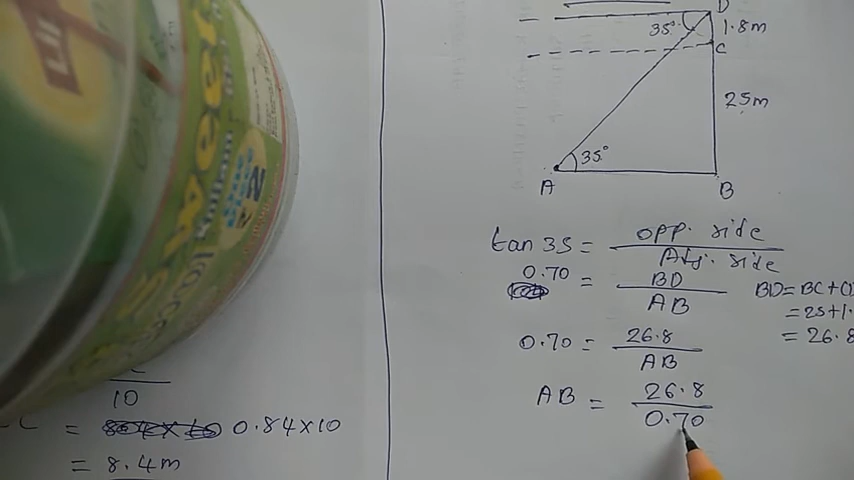 D
35°
1.8m
C
25m
35°
A
B
tan 35 = opp. side / Adj. side
0.70 = BD / AB
BD = BC + C
= 25 + 1.
0.70 = 26.8 / AB
= 26.8
AB = 26.8 / 0.70
10
= 0.84 × 10
= 8.4m